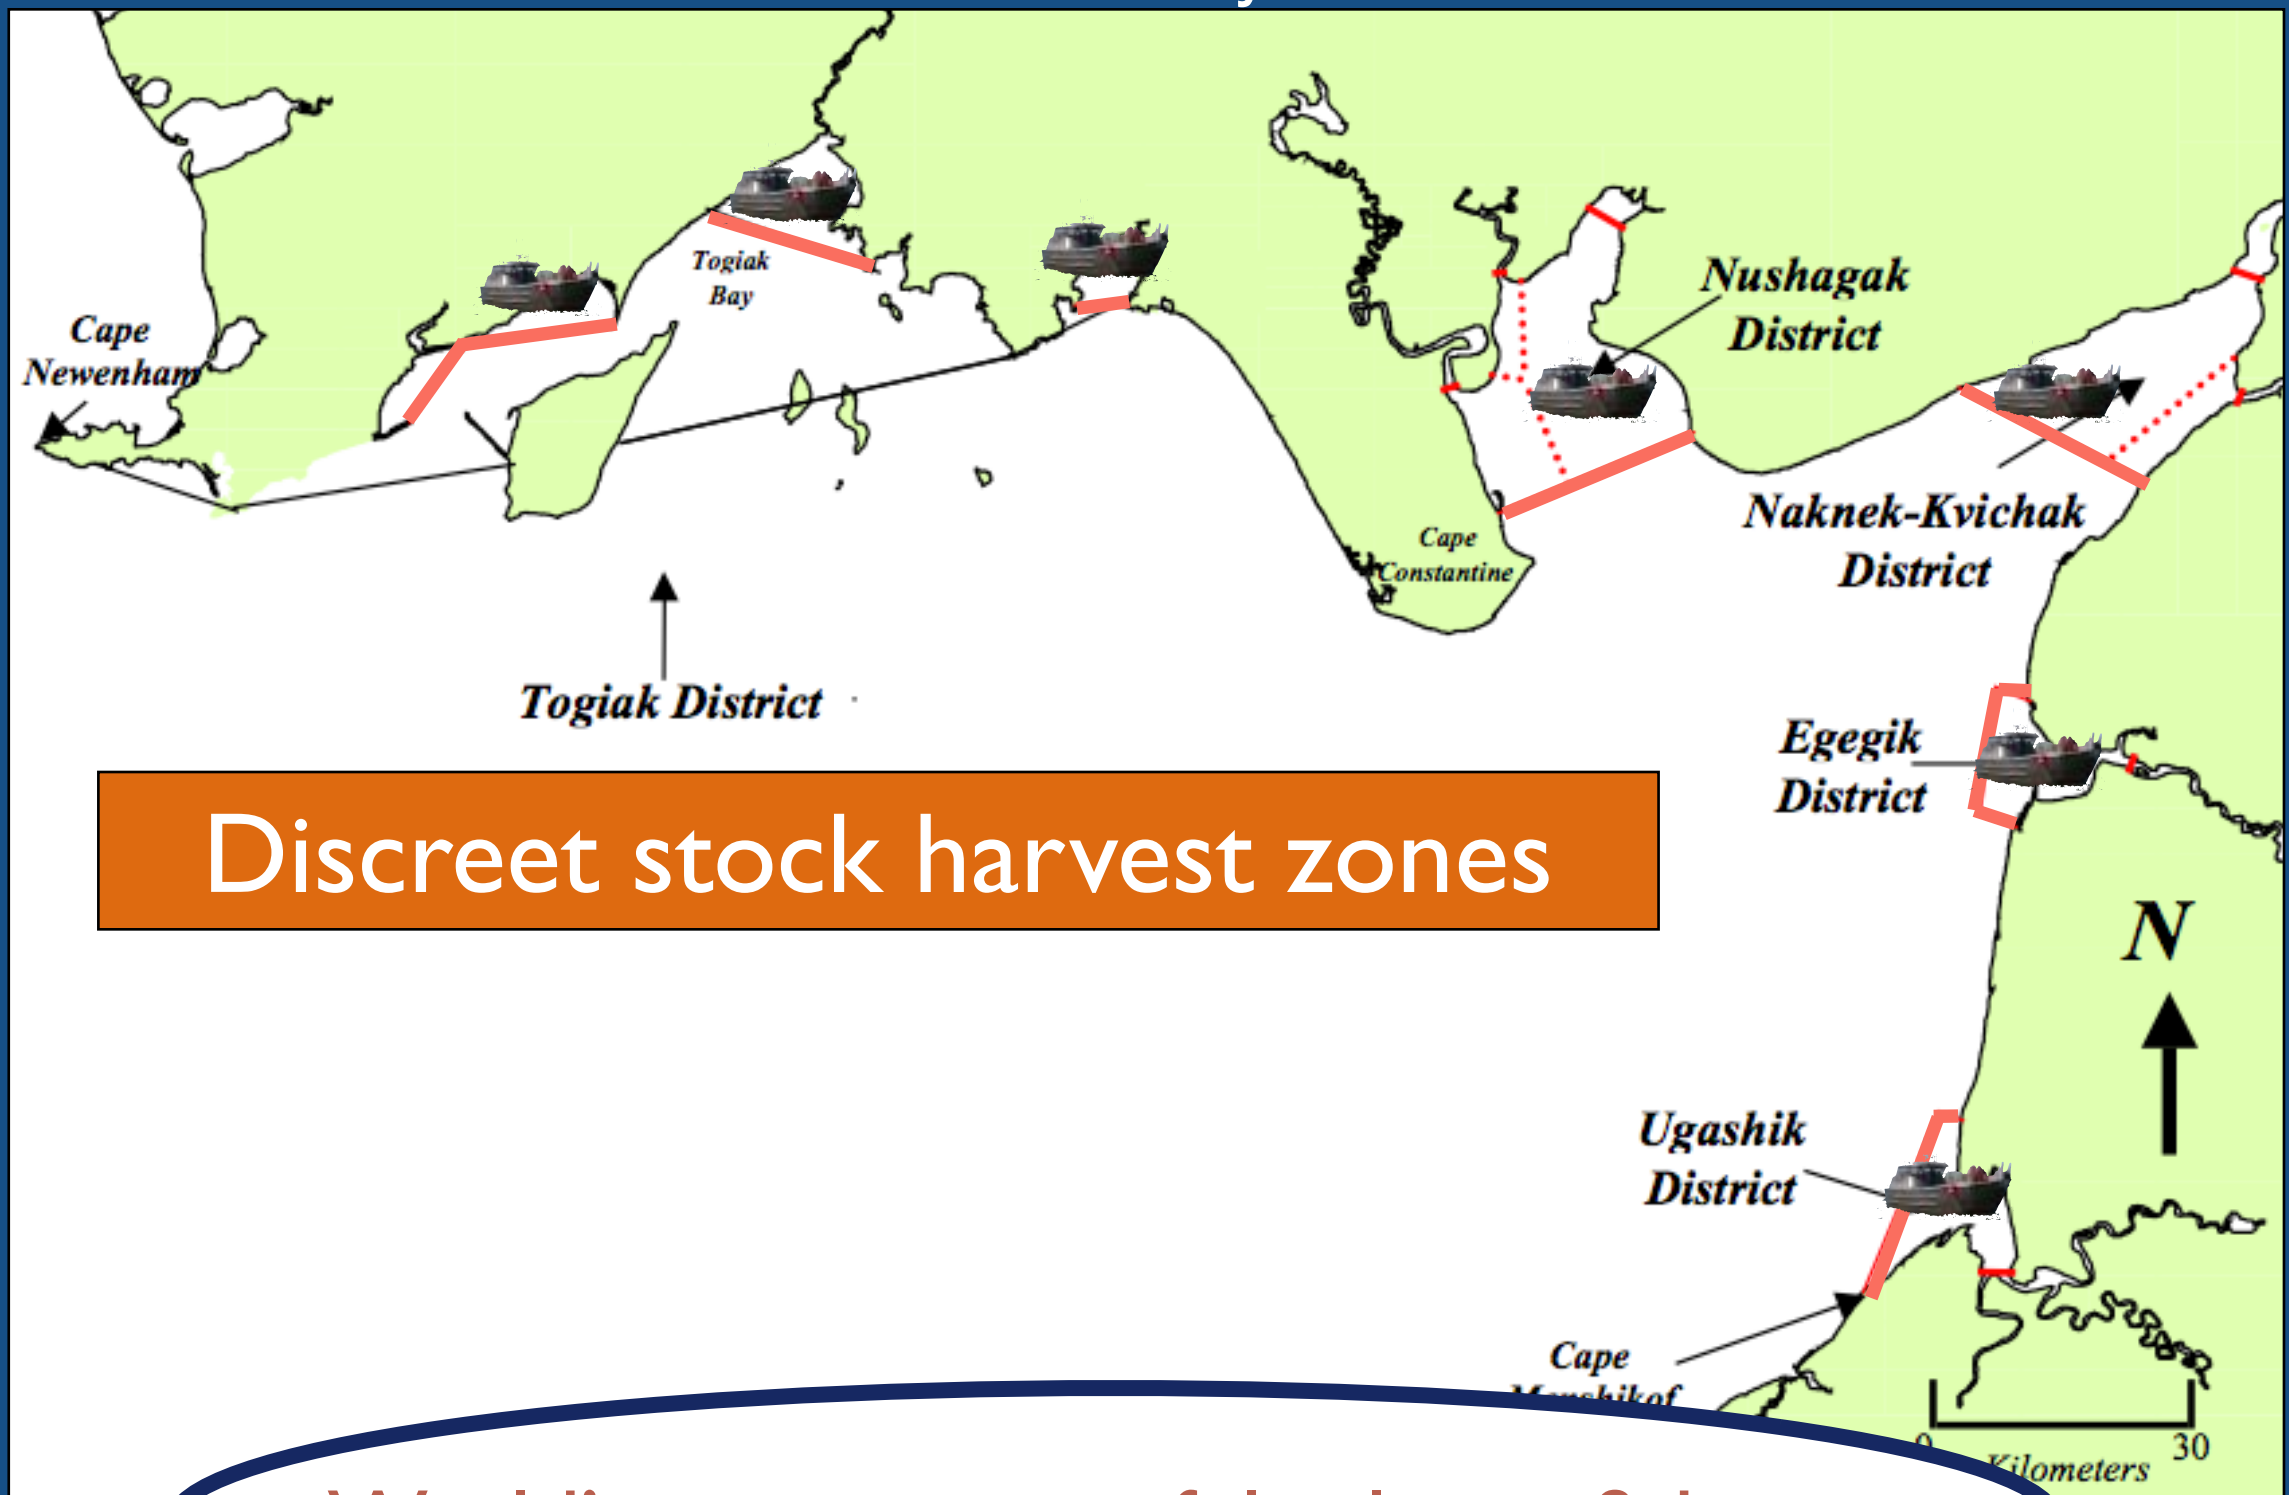 Togiak
Bay
Cape
Newenham
Nushagak
District
Naknek-Kvichak
District
Cape
Constantine
Togiak District
Egegik
District
Discreet stock harvest zones
N
Ugashik
District
Cape
0
30
Kilometers